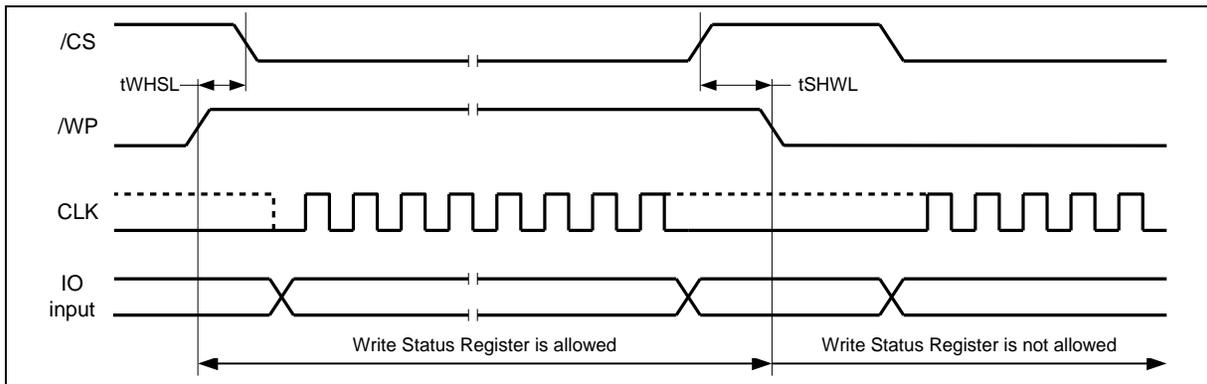 /CS
tWHSL
tSHWL
/WP
CLK
IO
input
Write Status Register is allowed
Write Status Register is not allowed